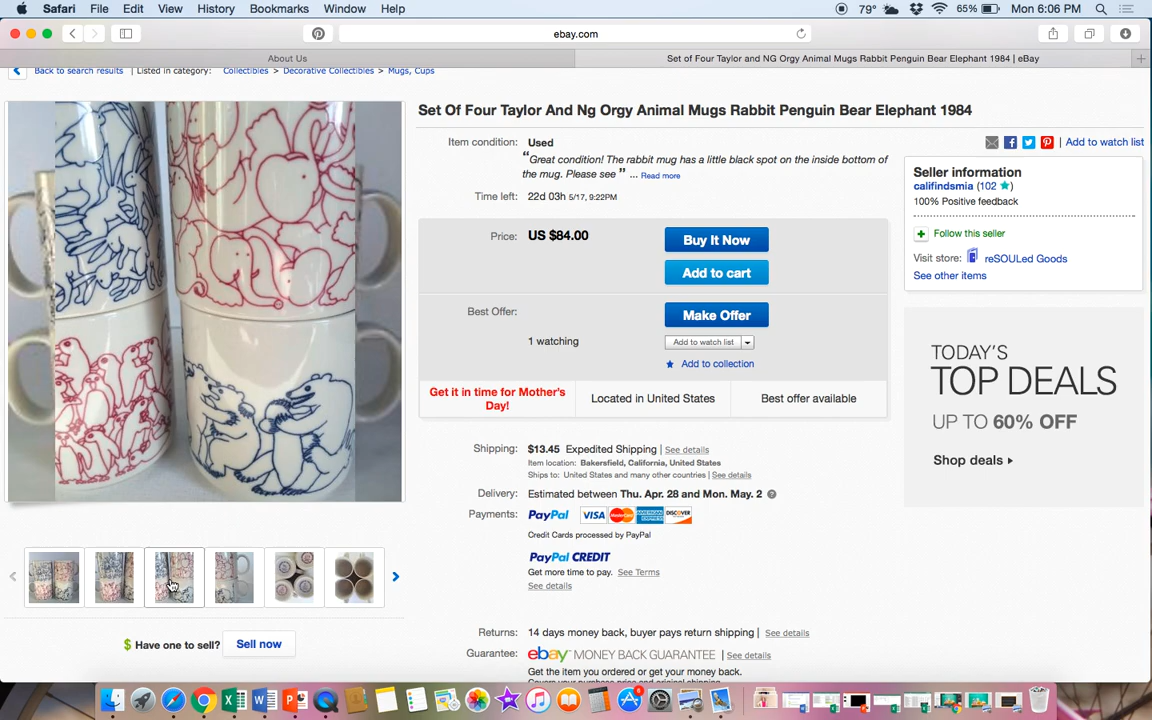 Safari File Edit View History Bookmarks Window Help 79° 65% Mon 6:06 PM
ebay.com
About Us
Set of Four Taylor and NG Orgy Animal Mugs Rabbit Penguin Bear Elephant 1984 | eBay
Back to search results | Listed in category: Collectibles > Decorative Collectibles > Mugs, Cups
Set Of Four Taylor And Ng Orgy Animal Mugs Rabbit Penguin Bear Elephant 1984
Item condition: Used
“Great condition! The rabbit mug has a little black spot on the inside bottom of
the mug. Please see ” ... Read more
Time left: 22d 03h 5/17, 9:22PM
Price: US $84.00
Buy It Now
Add to cart
Best Offer:
Make Offer
1 watching
Add to watch list
Add to collection
Get it in time for Mother's
Day!
Located in United States
Best offer available
Shipping: $13.45 Expedited Shipping | See details
Item location: Bakersfield, California, United States
Ships to: United States and many other countries | See details
Delivery: Estimated between Thu. Apr. 28 and Mon. May. 2 ?
Payments: PayPal VISA MasterCard AMERICAN EXPRESS DISCOVER
Credit Cards processed by PayPal
PayPal CREDIT
Get more time to pay. See Terms
See details
Returns: 14 days money back, buyer pays return shipping | See details
Guarantee: ebay MONEY BACK GUARANTEE | See details
Get the item you ordered or get your money back.
| Add to watch list
Seller information
califindsmia (102 )
100% Positive feedback
Follow this seller
Visit store: reSOULed Goods
See other items
TODAY'S
TOP DEALS
UP TO 60% OFF
Shop deals
$ Have one to sell? Sell now